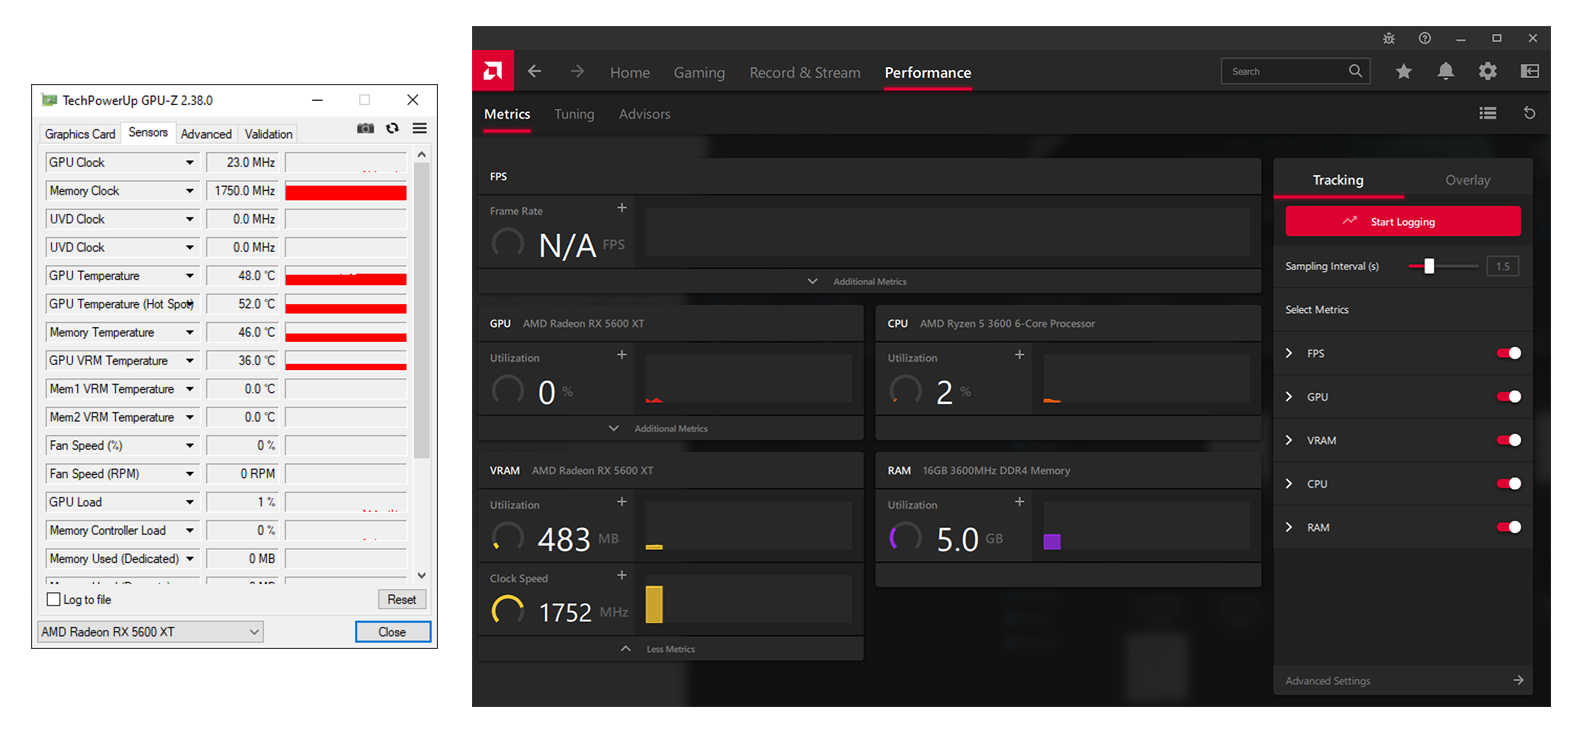 TechPowerUp GPU-Z 2.38.0
Graphics Card Sensors Advanced Validation
GPU Clock 23.0 MHz
Memory Clock 1750.0 MHz
UVD Clock 0.0 MHz
UVD Clock 0.0 MHz
GPU Temperature 48.0 °C
GPU Temperature (Hot Spot) 52.0 °C
Memory Temperature 46.0 °C
GPU VRM Temperature 36.0 °C
Mem1 VRM Temperature 0.0 °C
Mem2 VRM Temperature 0.0 °C
Fan Speed (%) 0 %
Fan Speed (RPM) 0 RPM
GPU Load 1 %
Memory Controller Load 0 %
Memory Used (Dedicated) 0 MB
Log to file Reset
AMD Radeon RX 5600 XT Close
Home Gaming Record & Stream Performance Search
Metrics Tuning Advisors
FPS
Frame Rate
N/A FPS
Additional Metrics
GPU AMD Radeon RX 5600 XT
Utilization
0 %
Additional Metrics
CPU AMD Ryzen 5 3600 6-Core Processor
Utilization
2 %
VRAM AMD Radeon RX 5600 XT
Utilization
483 MB
Clock Speed
1752 MHz
Less Metrics
RAM 16GB 3600MHz DDR4 Memory
Utilization
5.0 GB
Tracking Overlay
Start Logging
Sampling Interval (s) 1.5
Select Metrics
FPS
GPU
VRAM
CPU
RAM
Advanced Settings